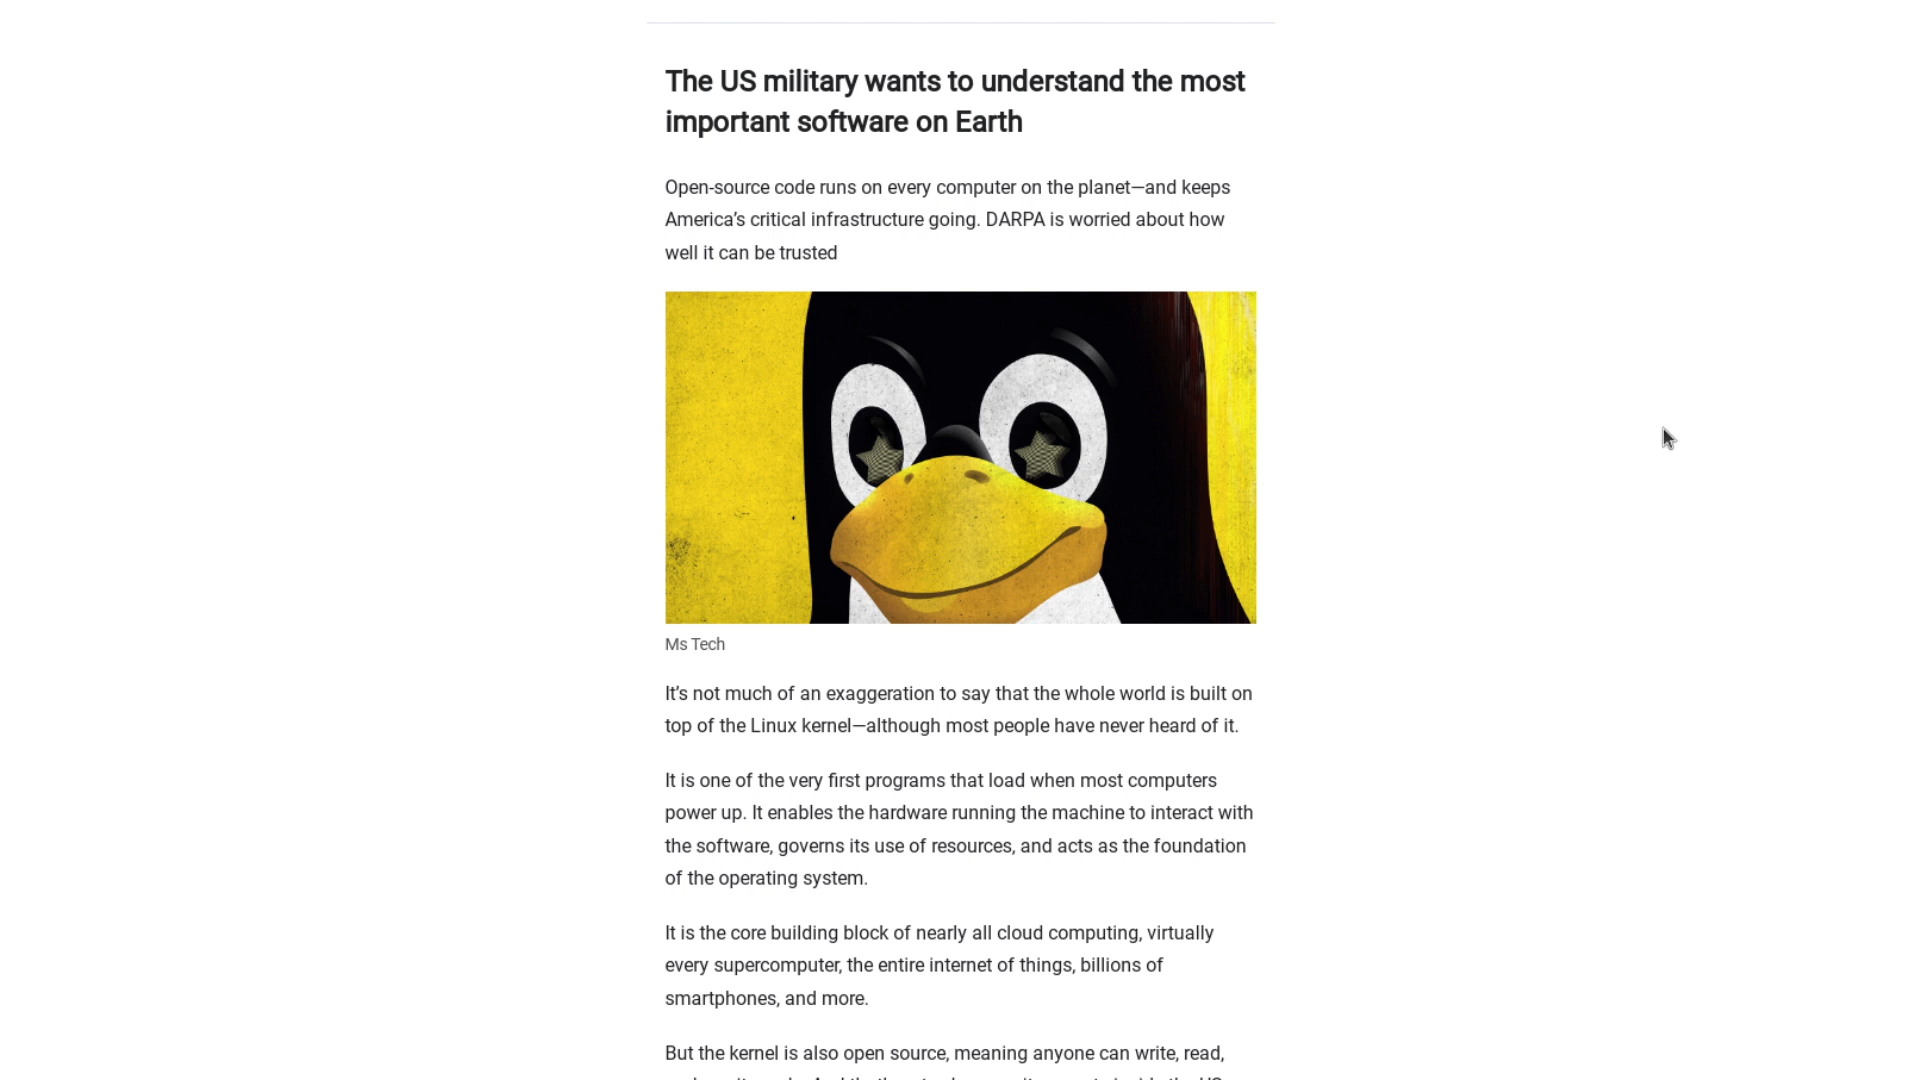 The US military wants to understand the most
important software on Earth
Open-source code runs on every computer on the planet—and keeps
America’s critical infrastructure going. DARPA is worried about how
well it can be trusted
Ms Tech
It’s not much of an exaggeration to say that the whole world is built on
top of the Linux kernel—although most people have never heard of it.
It is one of the very first programs that load when most computers
power up. It enables the hardware running the machine to interact with
the software, governs its use of resources, and acts as the foundation
of the operating system.
It is the core building block of nearly all cloud computing, virtually
every supercomputer, the entire internet of things, billions of
smartphones, and more.
But the kernel is also open source, meaning anyone can write, read,